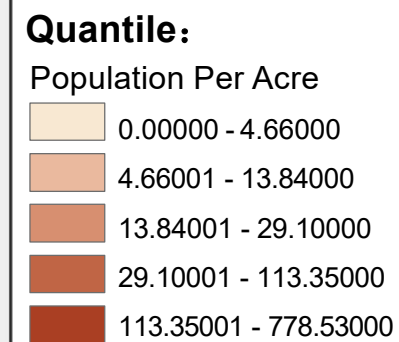 Quantile：
Population Per Acre
0.00000 - 4.66000
4.66001 - 13.84000
13.84001 - 29.10000
29.10001 - 113.35000
113.35001 - 778.53000